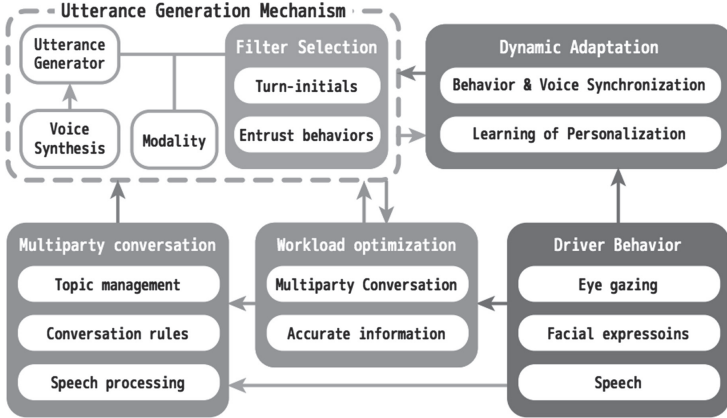 Utterance Generation Mechanism
Utterance
Generator
Voice
Synthesis
Modality
Filter Selection
Turn-initials
Entrust behaviors
Dynamic Adaptation
Behavior & Voice Synchronization
Learning of Personalization
Multiparty conversation
Topic management
Conversation rules
Speech processing
Workload optimization
Multiparty Conversation
Accurate information
Driver Behavior
Eye gazing
Facial expressoins
Speech